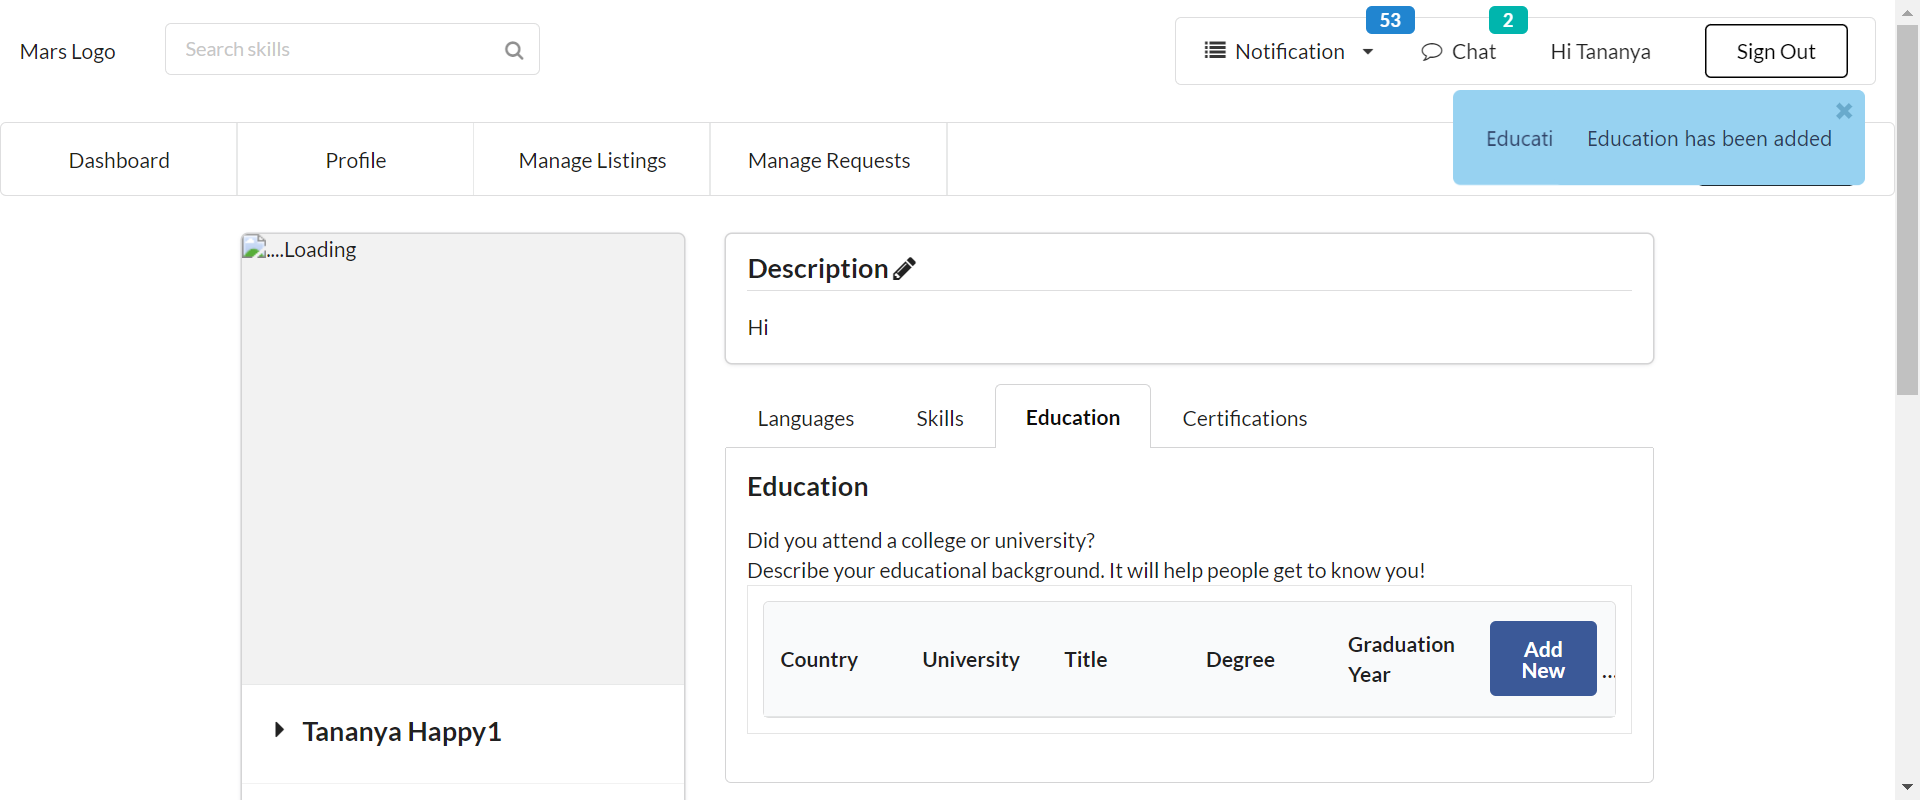 Mars Logo
Search skills
Notification
53
Chat
2
Hi Tananya
Sign Out
Dashboard
Profile
Manage Listings
Manage Requests
Educati
Education has been added
....Loading
Description
Hi
Languages
Skills
Education
Certifications
Education
Did you attend a college or university?
Describe your educational background. It will help people get to know you!
Country
University
Title
Degree
Graduation
Year
Add
New
...
Tananya Happy1